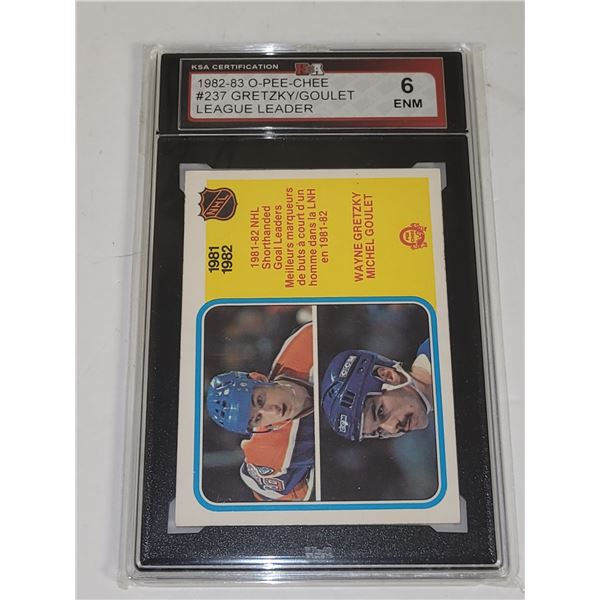 KSA CERTIFICATION
KSA
1982-83 O-PEE-CHEE
#237 GRETZKY/GOULET
LEAGUE LEADER
6
ENM
NHL
1981
1982
1981-82 NHL
Shorthanded
Goal Leaders
Meilleurs marqueurs
de buts à court d'un
homme dans la LNH
en 1981-82
WAYNE GRETZKY
MICHEL GOULET
CCM